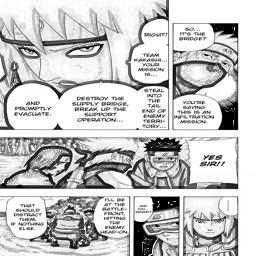 RIGHT!
TEAM
KAKASHI...
YOUR
MISSION
IS...
DESTROY THE
SUPPLY BRIDGE,
BREAK UP THE
SUPPORT
OPERATION...
AND
PROMPTLY
EVACUATE.
SO...
IT'S THE
BRIDGE?
STEAL
INTO THE
TAIL
END OF
ENEMY
TERRI-
TORY...
YOU'RE
SAYING
THIS IS AN
INFILTRATION
MISSION.
YES
SIR!!
I'LL BE
AT THE
BATTLE-
FRONT,
HITTING
THE ENEMY
HEAD-ON.
THAT
SHOULD
DISTRACT
THEM,
IF NOTHING
ELSE.